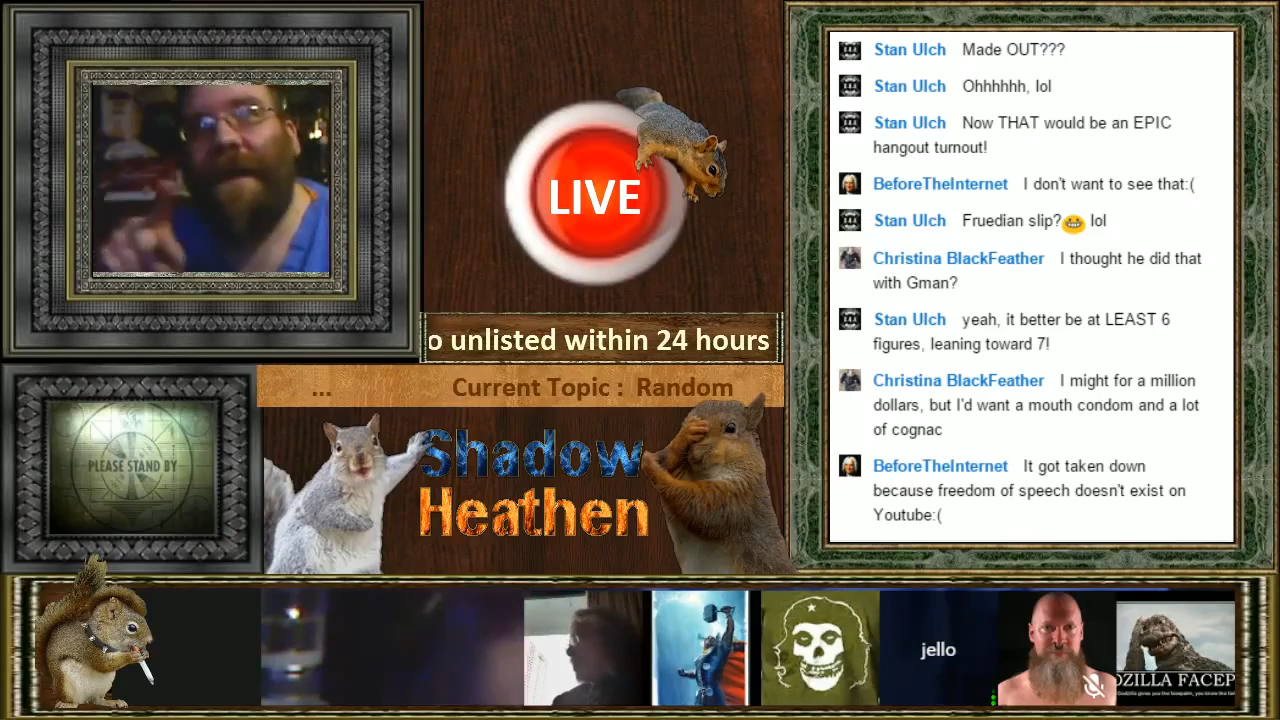 LIVE
o unlisted within 24 hours
... Current Topic : Random
PLEASE STAND BY
Shadow
Heathen
Stan Ulch Made OUT???
Stan Ulch Ohhhhhh, lol
Stan Ulch Now THAT would be an EPIC
hangout turnout!
BeforeTheInternet I don't want to see that:(
Stan Ulch Fruedian slip?😁 lol
Christina BlackFeather I thought he did that
with Gman?
Stan Ulch yeah, it better be at LEAST 6
figures, leaning toward 7!
Christina BlackFeather I might for a million
dollars, but I'd want a mouth condom and a lot
of cognac
BeforeTheInternet It got taken down
because freedom of speech doesn't exist on
Youtube:(
jello
DZILLA FACEP